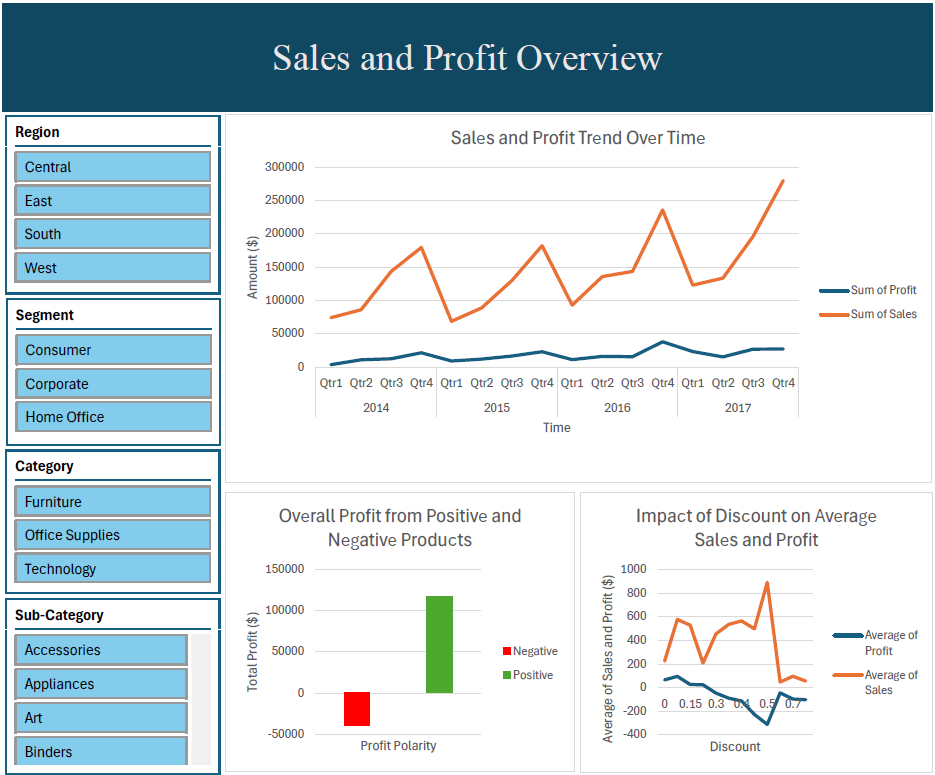 Sales and Profit Overview
Region
Central
East
South
West
Segment
Consumer
Corporate
Home Office
Category
Furniture
Office Supplies
Technology
Sub-Category
Accessories
Appliances
Art
Binders
Sales and Profit Trend Over Time
Amount ($)
300000
250000
200000
150000
100000
50000
0
Qtr1 Qtr2 Qtr3 Qtr4 Qtr1 Qtr2 Qtr3 Qtr4 Qtr1 Qtr2 Qtr3 Qtr4 Qtr1 Qtr2 Qtr3 Qtr4
2014 2015 2016 2017
Time
Sum of Profit
Sum of Sales
Overall Profit from Positive and
Negative Products
Total Profit ($)
150000
100000
50000
0
-50000
Profit Polarity
Negative
Positive
Impact of Discount on Average
Sales and Profit
Average of Sales and Profit ($)
1000
800
600
400
200
0
-200
-400
0 0.15 0.3 0.4 0.5 0.7
Discount
Average of
Profit
Average of
Sales